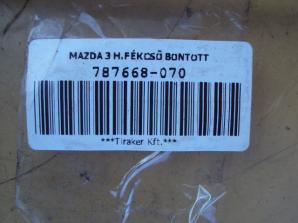 MAZDA 3 H.FÉKCSŐ BONTOTT
787668-070
***Tiraker Kft.***